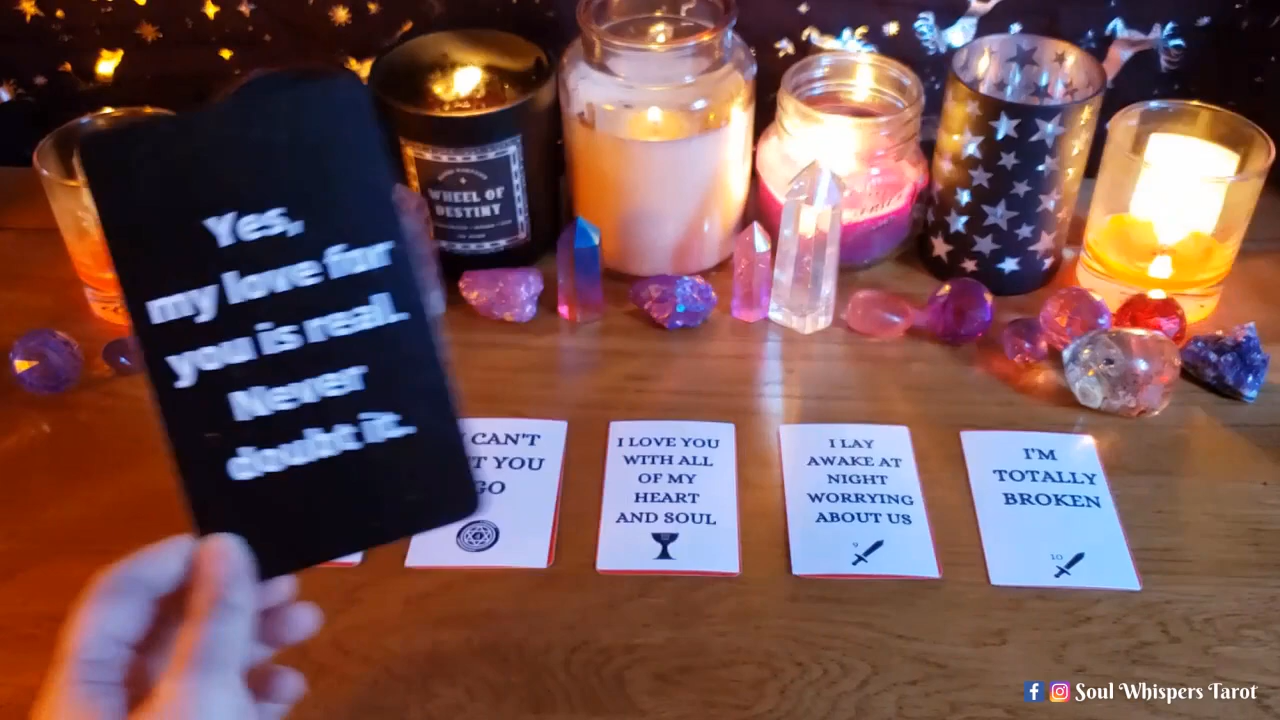 Yes,
my love for
you is real.
Never
doubt it.
WHEEL OF
DESTINY
CAN'T
YOU
GO
I LOVE YOU
WITH ALL
OF MY
HEART
AND SOUL
I LAY
AWAKE AT
NIGHT
WORRYING
ABOUT US
9
I'M
TOTALLY
BROKEN
10
Soul Whispers Tarot